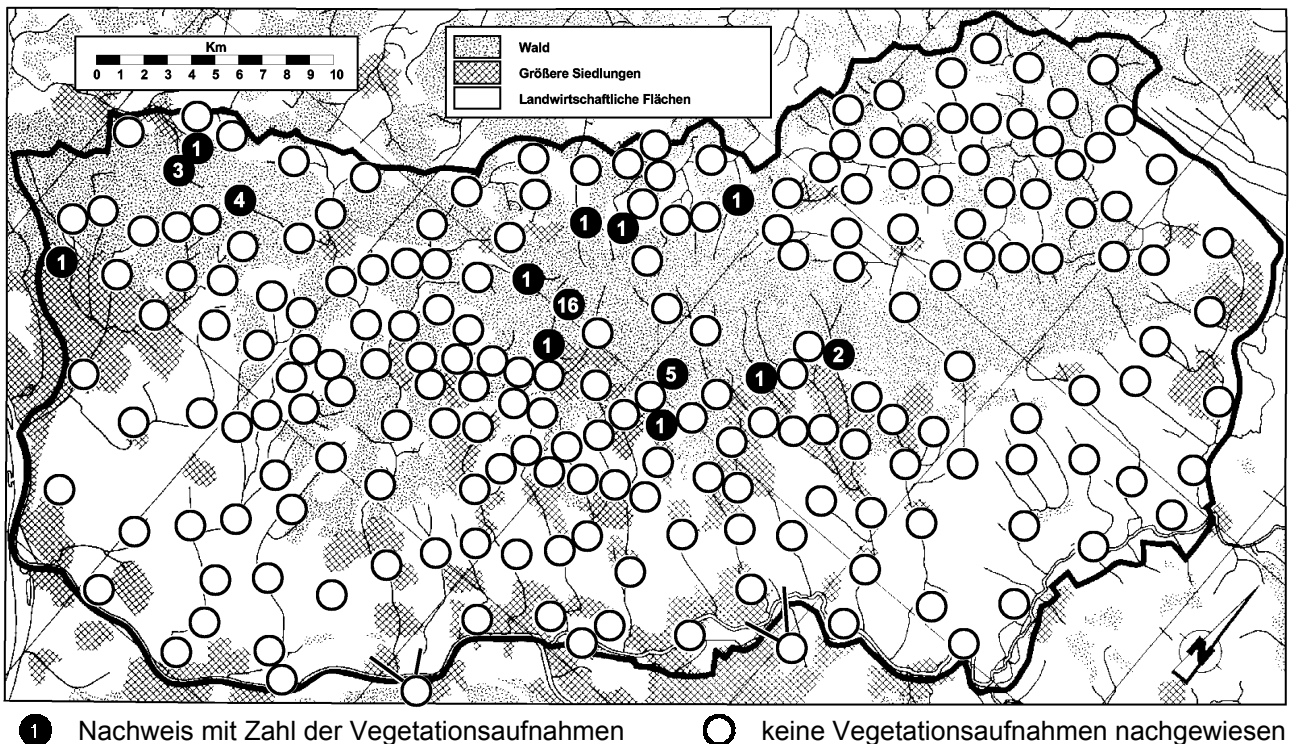 Km
0 1 2 3 4 5 6 7 8 9 10
Wald
Größere Siedlungen
Landwirtschaftliche Flächen
1
3
4
1
1
1
1
1
16
1
5
1
2
1
N
1 Nachweis mit Zahl der Vegetationsaufnahmen
keine Vegetationsaufnahmen nachgewiesen